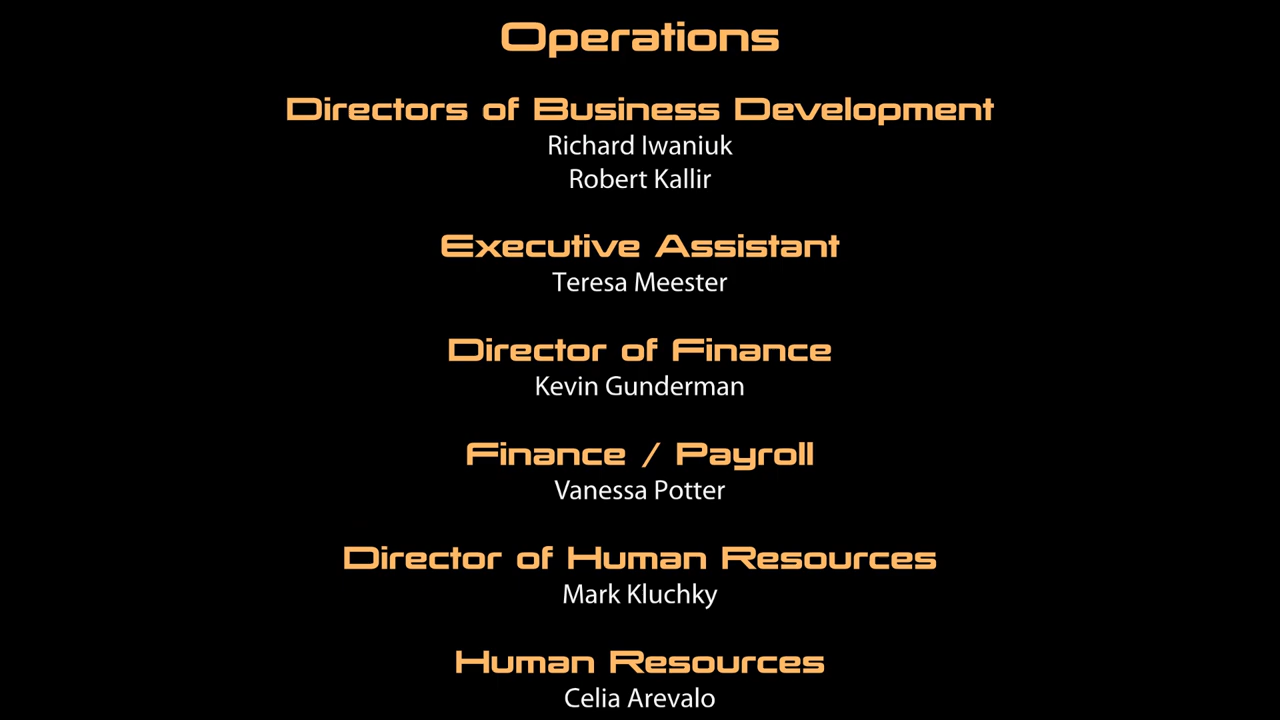 Operations
Directors of Business Development
Richard Iwaniuk
Robert Kallir
Executive Assistant
Teresa Meester
Director of Finance
Kevin Gunderman
Finance / Payroll
Vanessa Potter
Director of Human Resources
Mark Kluchky
Human Resources
Celia Arevalo